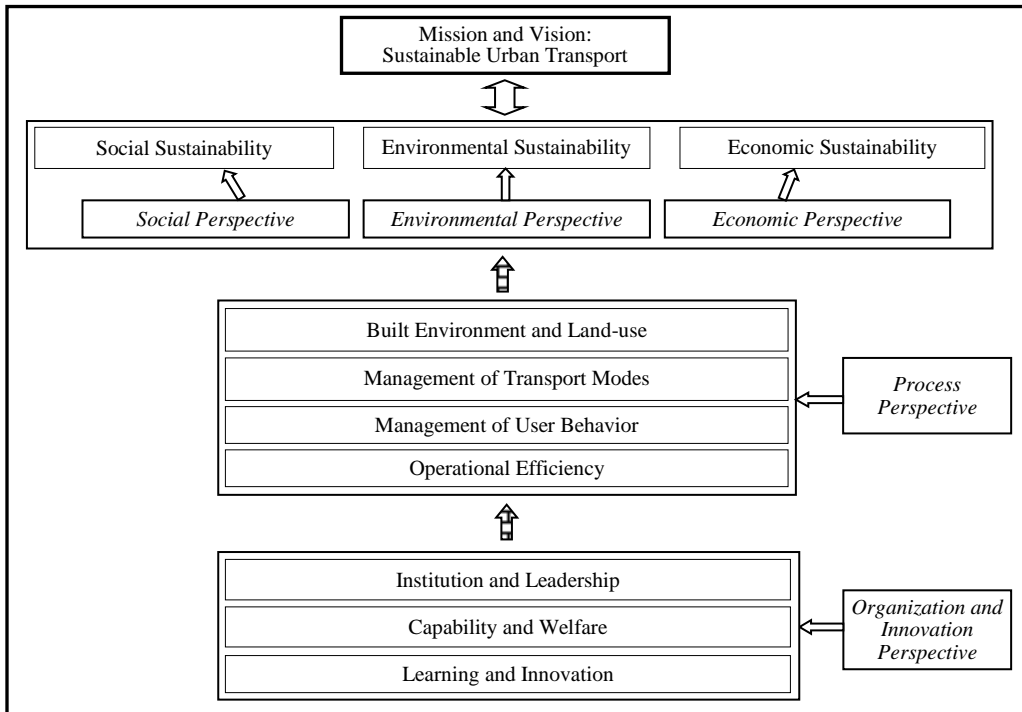 Mission and Vision:
Sustainable Urban Transport
Social Sustainability
Environmental Sustainability
Economic Sustainability
Social Perspective
Environmental Perspective
Economic Perspective
Built Environment and Land-use
Management of Transport Modes
Management of User Behavior
Operational Efficiency
Process
Perspective
Institution and Leadership
Capability and Welfare
Learning and Innovation
Organization and
Innovation
Perspective